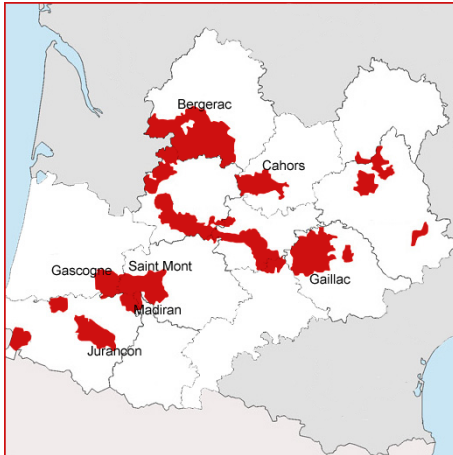 Bergerac
Cahors
Saint Mont
Gascogne
Gaillac
Madiran
Jurançon